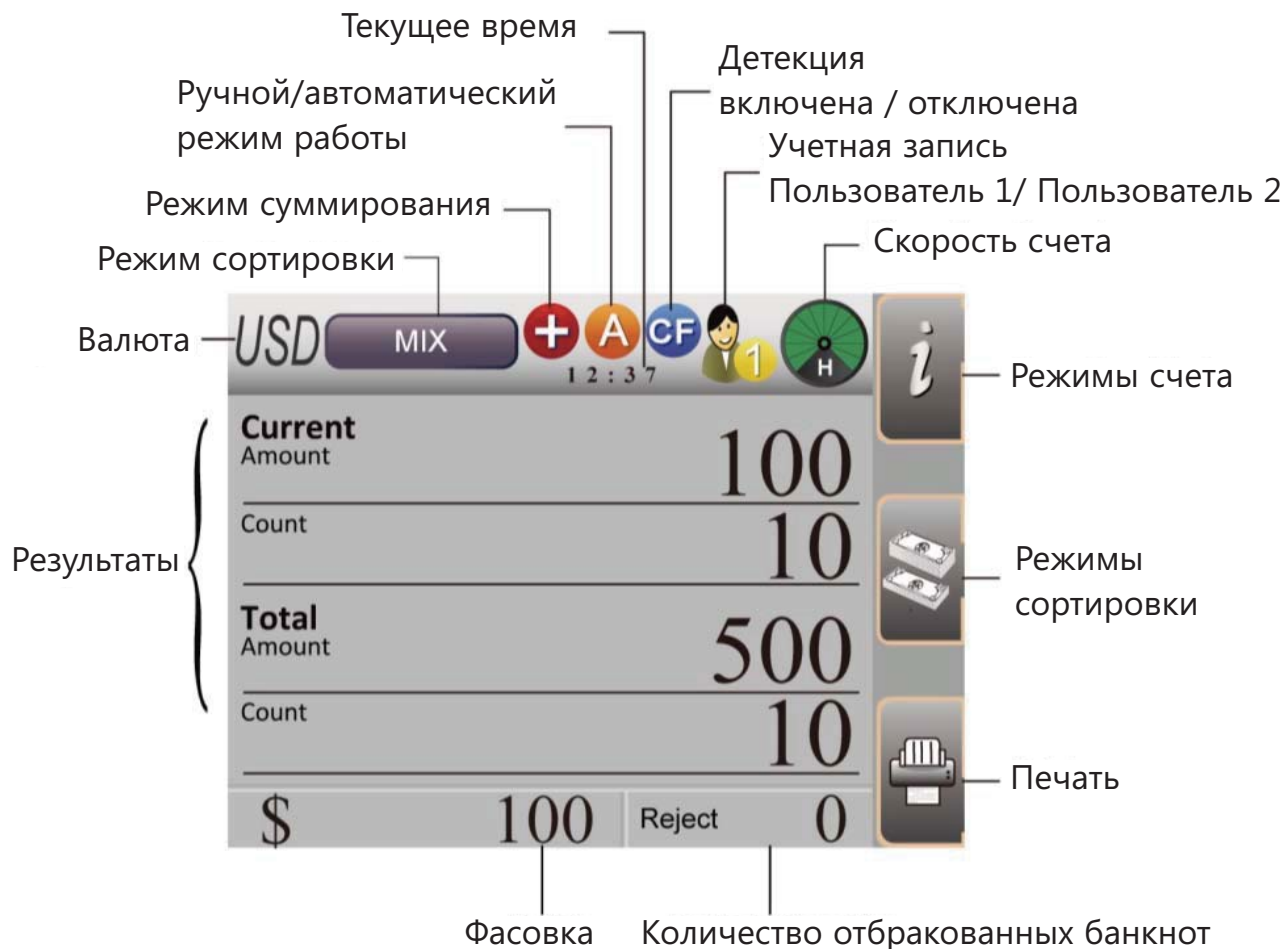 Текущее время
Детекция
включена / отключена
Ручной/автоматический
режим работы
Учетная запись
Пользователь 1/ Пользователь 2
Режим суммирования
Скорость счета
Режим сортировки
Валюта
USD MIX + A CF 1 H
12:37
i
Режимы счета
Current
Amount 100
Count 10
Результаты
Режимы
сортировки
Total
Amount 500
Count 10
Печать
$ 100 Reject 0
Фасовка Количество отбракованных банкнот